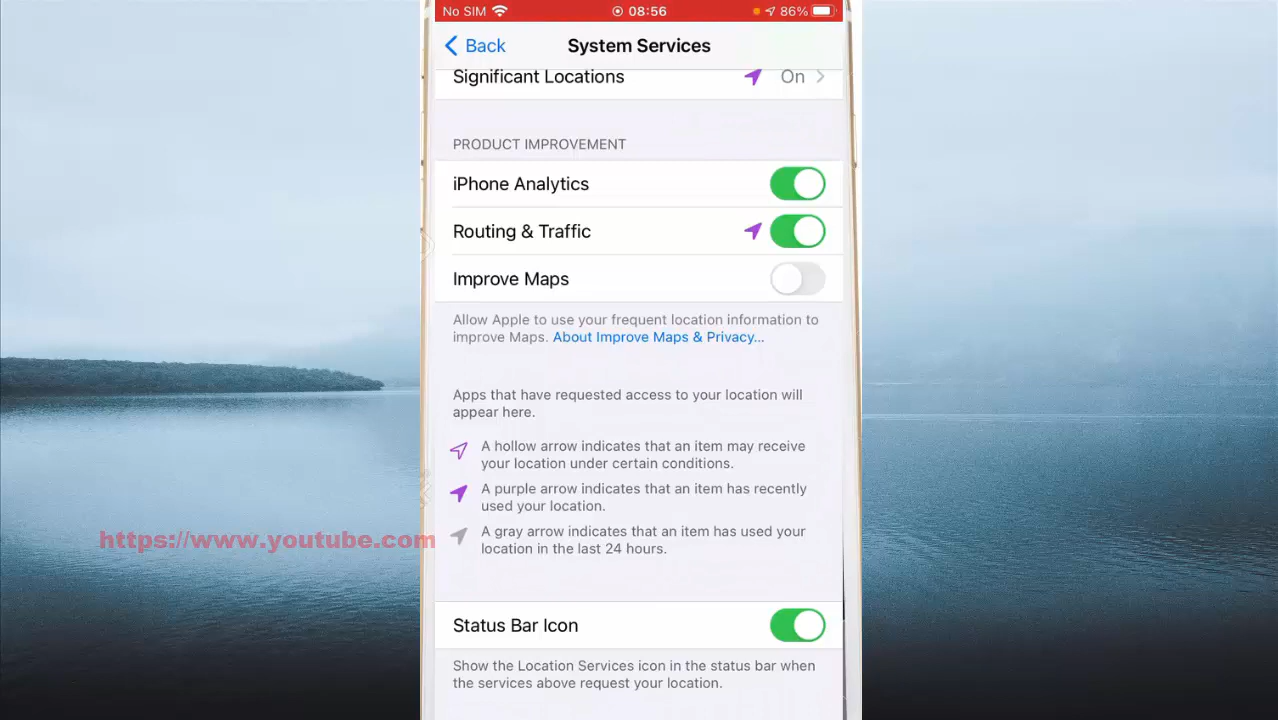 No SIM 08:56 86%
Back System Services
Significant Locations On
PRODUCT IMPROVEMENT
iPhone Analytics
Routing & Traffic
Improve Maps
Allow Apple to use your frequent location information to
improve Maps. About Improve Maps & Privacy...
Apps that have requested access to your location will
appear here.
A hollow arrow indicates that an item may receive
your location under certain conditions.
A purple arrow indicates that an item has recently
used your location.
A gray arrow indicates that an item has used your
location in the last 24 hours.
https://www.youtube.com
Status Bar Icon
Show the Location Services icon in the status bar when
the services above request your location.